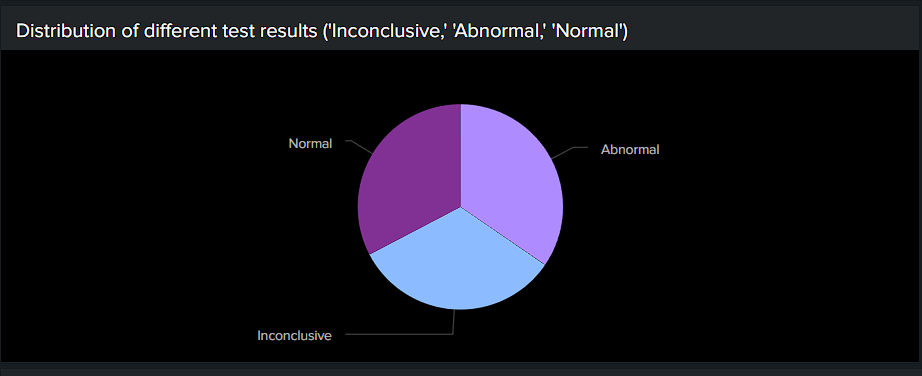 Distribution of different test results ('Inconclusive,' 'Abnormal,' 'Normal')
Normal
Abnormal
Inconclusive